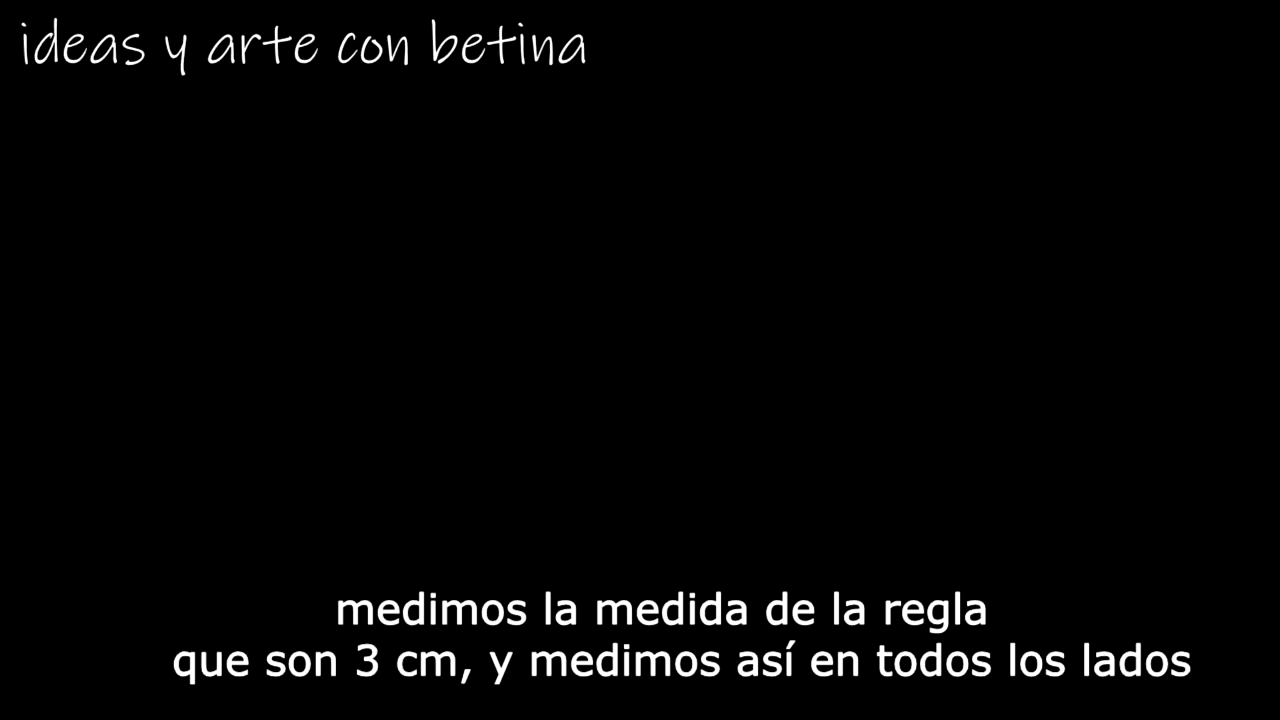 ideas y arte con betina
medimos la medida de la regla
que son 3 cm, y medimos así en todos los lados